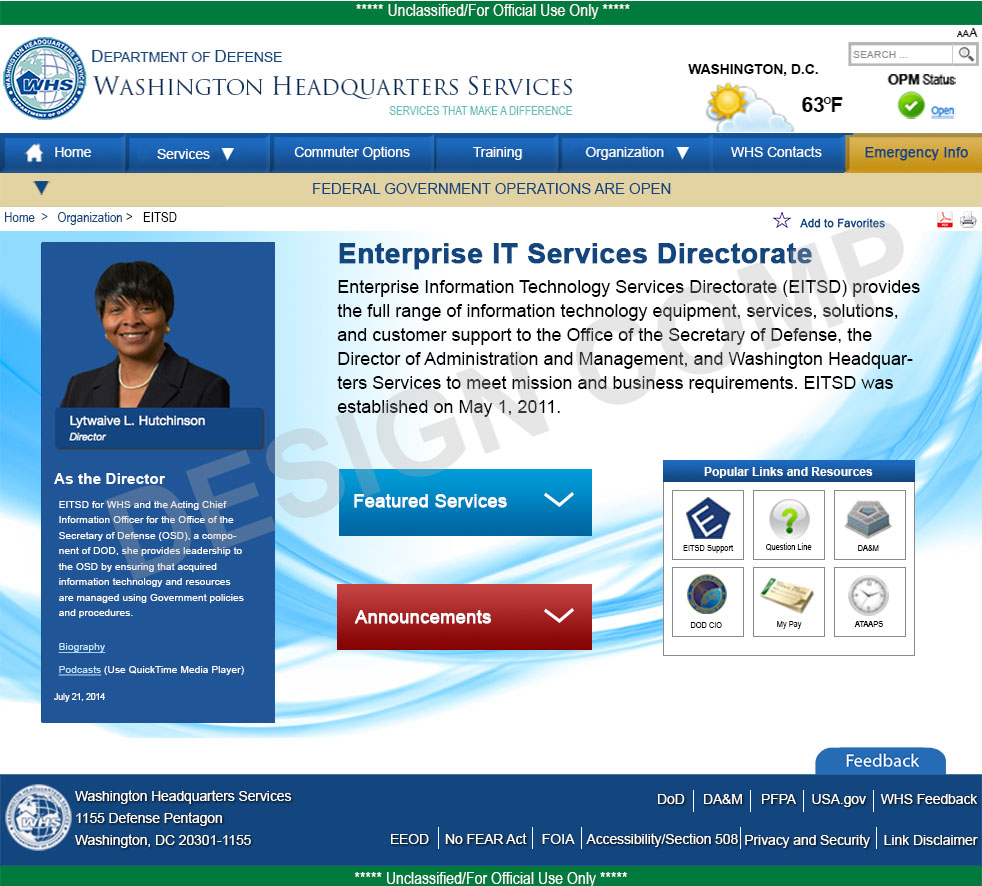 ***** Unclassified/For Official Use Only *****
AAA
DEPARTMENT OF DEFENSE
WASHINGTON HEADQUARTERS SERVICES
SERVICES THAT MAKE A DIFFERENCE
WHS
WASHINGTON, D.C.
63°F
SEARCH ...
OPM Status
Open
Home
Services
Commuter Options
Training
Organization
WHS Contacts
Emergency Info
FEDERAL GOVERNMENT OPERATIONS ARE OPEN
Home > Organization > EITSD
Add to Favorites
Enterprise IT Services Directorate
Enterprise Information Technology Services Directorate (EITSD) provides
the full range of information technology equipment, services, solutions,
and customer support to the Office of the Secretary of Defense, the
Director of Administration and Management, and Washington Headquar-
ters Services to meet mission and business requirements. EITSD was
established on May 1, 2011.
DESIGN COMP
Lytwaive L. Hutchinson
Director
As the Director
EITSD for WHS and the Acting Chief
Information Officer for the Office of the
Secretary of Defense (OSD), a compo-
nent of DOD, she provides leadership to
the OSD by ensuring that acquired
information technology and resources
are managed using Government policies
and procedures.
Biography
Podcasts (Use QuickTime Media Player)
July 21, 2014
Featured Services
Announcements
Popular Links and Resources
EITSD Support
Question Line
DA&M
DOD CIO
My Pay
ATAAPS
Feedback
WHS
Washington Headquarters Services
1155 Defense Pentagon
Washington, DC 20301-1155
DoD
DA&M
PFPA
USA.gov
WHS Feedback
EEOD
No FEAR Act
FOIA
Accessibility/Section 508
Privacy and Security
Link Disclaimer
***** Unclassified/For Official Use Only *****